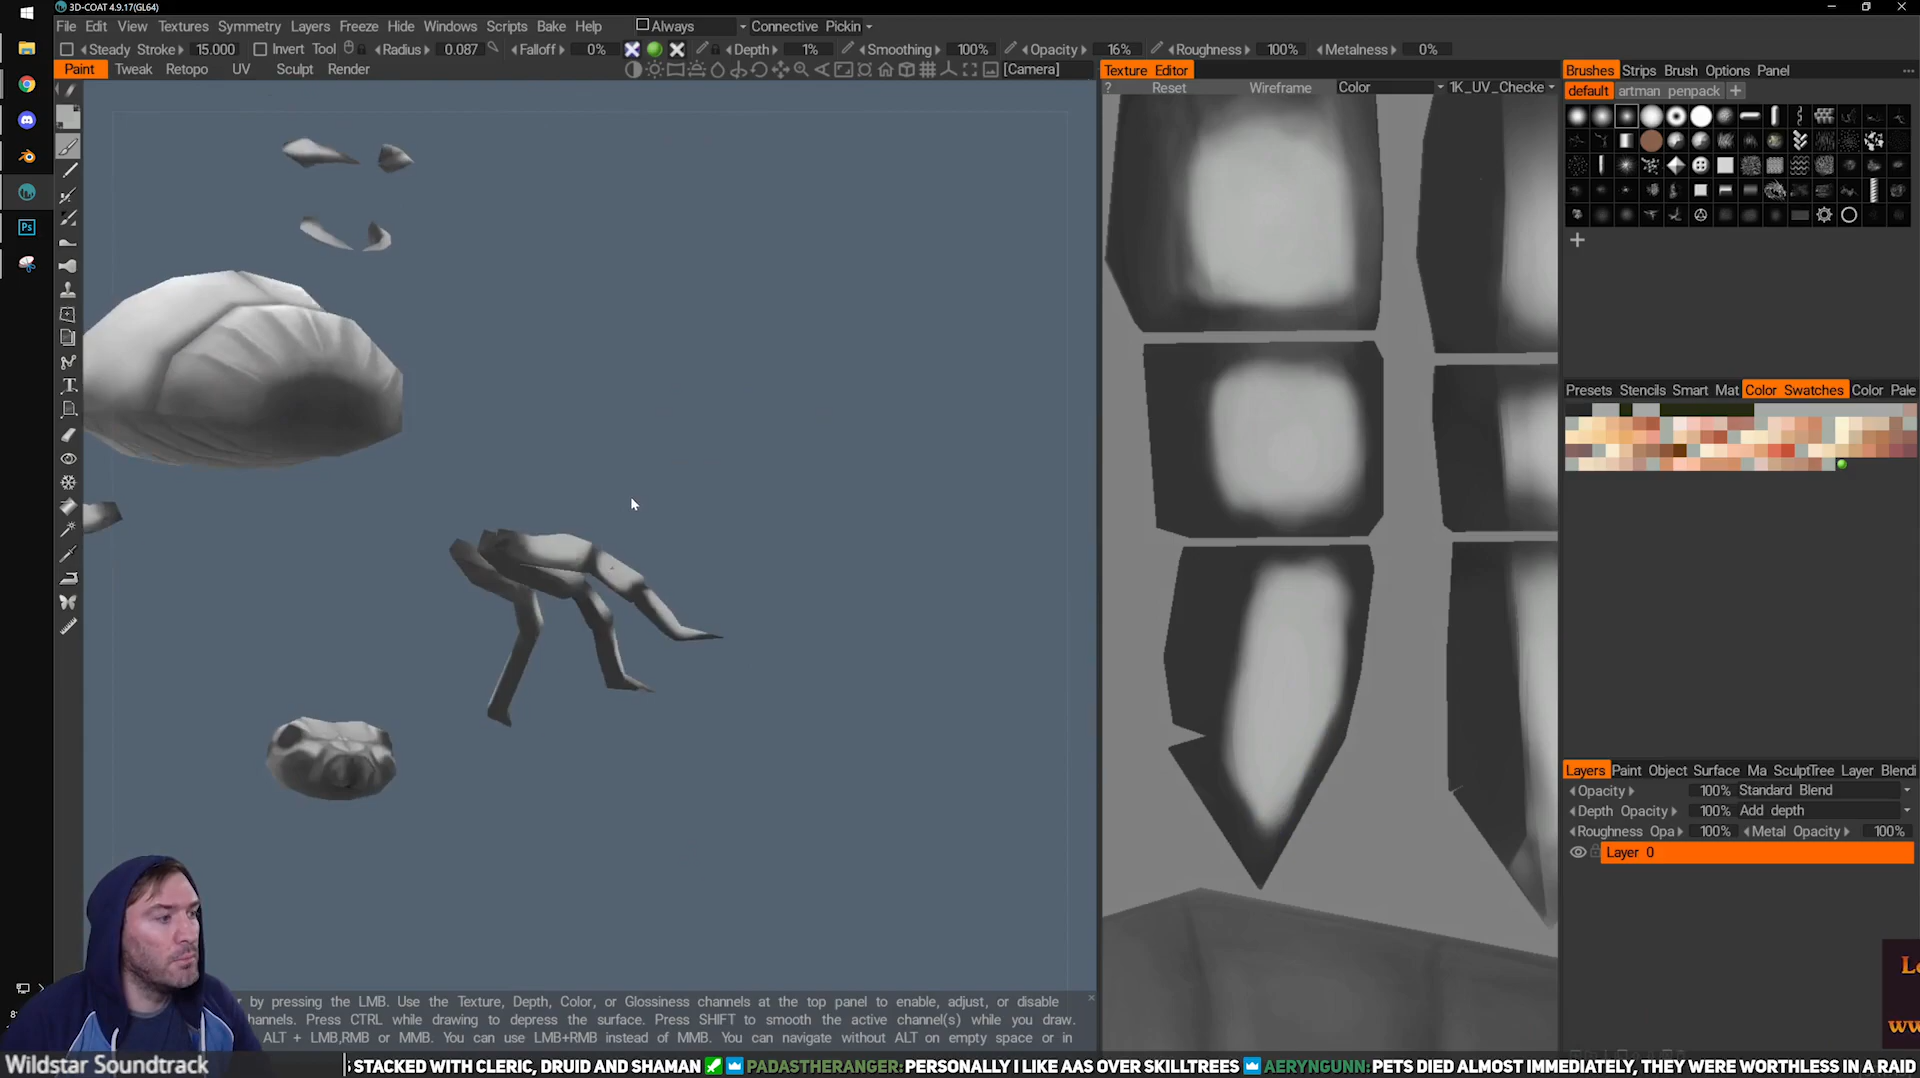 3D-COAT 4.9.17(GL64)
File Edit View Textures Symmetry Layers Freeze Hide Windows Scripts Bake Help Always Connective Pickin
Steady Stroke 15.000 Invert Tool Radius 0.087 Falloff 0% Depth 1% Smoothing 100% Opacity 16% Roughness 100% Metalness 0%
Paint Tweak Retopo UV Sculpt Render [Camera]
Texture Editor
? Reset Wireframe Color 1K_UV_Checke
Brushes Strips Brush Options Panel
default artman penpack +
Presets Stencils Smart Mat Color Swatches Color Pale
Layers Paint Object Surface Ma SculptTree Layer Blendi
Opacity 100% Standard Blend
Depth Opacity 100% Add depth
Roughness Opa 100% Metal Opacity 100%
Layer 0
Ps
r by pressing the LMB. Use the Texture, Depth, Color, or Glossiness channels at the top panel to enable, adjust, or disable
hannels. Press CTRL while drawing to depress the surface. Press SHIFT to smooth the active channel(s) while you draw.
ALT + LMB,RMB or MMB. You can use LMB+RMB instead of MMB. You can navigate without ALT on empty space or in
Wildstar Soundtrack
STACKED WITH CLERIC, DRUID AND SHAMAN PADASTHERANGER: PERSONALLY I LIKE AAS OVER SKILLTREES AERYNGUNN: PETS DIED ALMOST IMMEDIATELY, THEY WERE WORTHLESS IN A RAID